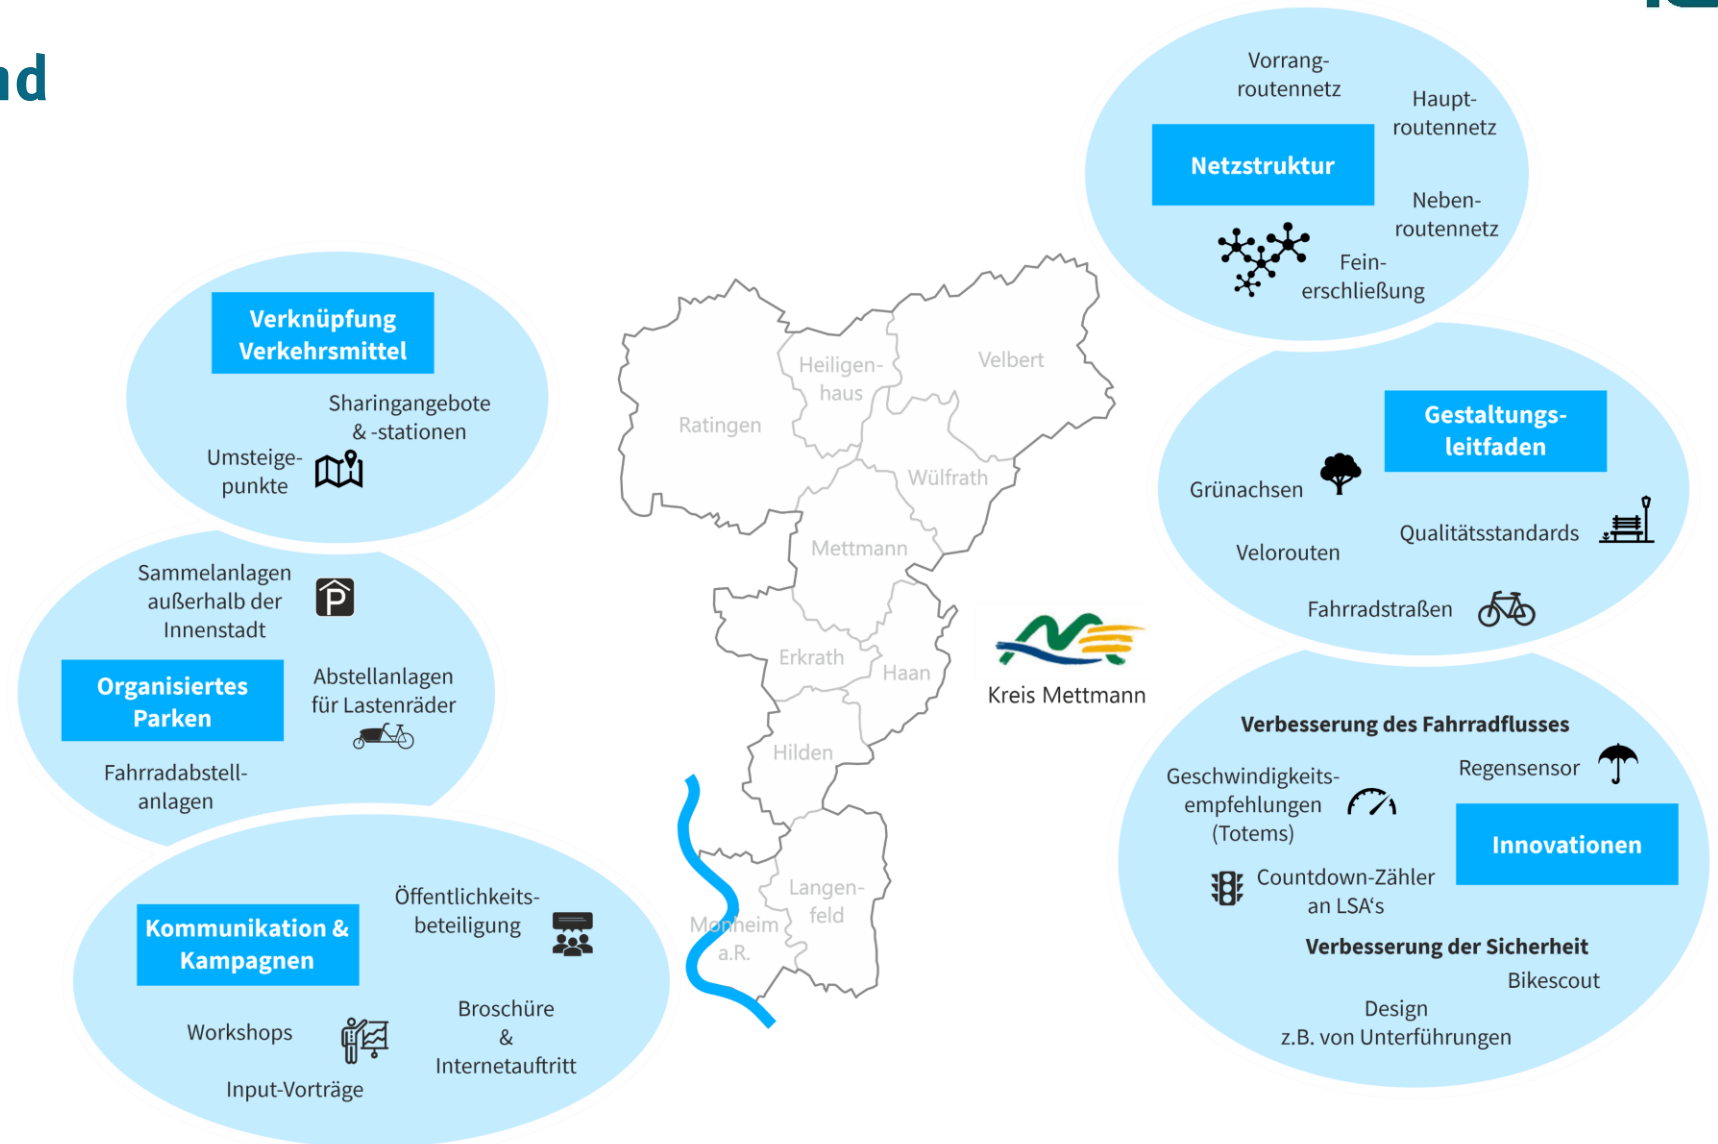 nd
Vorrang-
routennetz
Haupt-
routennetz
Netzstruktur
Neben-
routennetz
Fein-
erschließung
Verknüpfung
Verkehrsmittel
Sharingangebote
& -stationen
Umsteige-
punkte
Heiligen-
haus
Velbert
Ratingen
Wülfrath
Mettmann
Erkrath
Haan
Hilden
Langen-
feld
Monheim
a.R.
Kreis Mettmann
Gestaltungs-
leitfaden
Grünachsen
Qualitätsstandards
Velorouten
Fahrradstraßen
Sammelanlagen
außerhalb der
Innenstadt
P
Organisiertes
Parken
Abstellanlagen
für Lastenräder
Fahrradabstell-
anlagen
Verbesserung des Fahrradflusses
Regensensor
Geschwindigkeits-
empfehlungen
(Totems)
Innovationen
Countdown-Zähler
an LSA‘s
Verbesserung der Sicherheit
Bikescout
Design
z.B. von Unterführungen
Öffentlichkeits-
beteiligung
Kommunikation &
Kampagnen
Workshops
Broschüre
&
Internetauftritt
Input-Vorträge